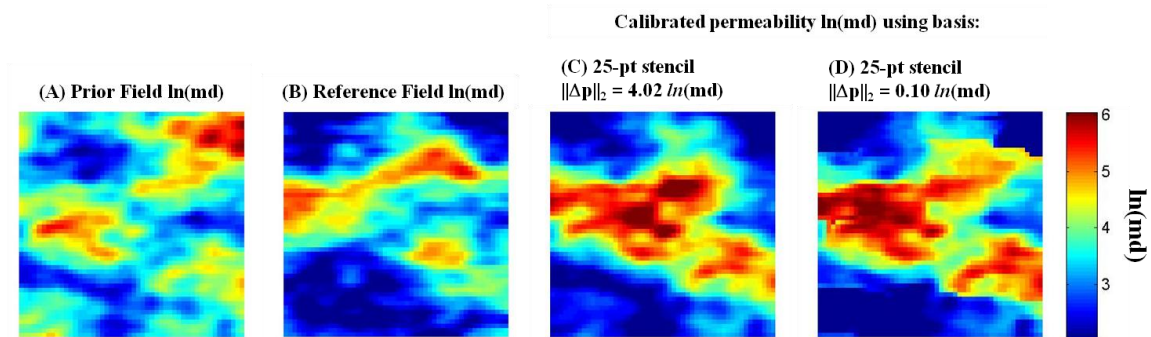 Calibrated permeability ln(md) using basis:
(A) Prior Field ln(md)
(B) Reference Field ln(md)
(C) 25-pt stencil
||Δp||₂ = 4.02 ln(md)
(D) 25-pt stencil
||Δp||₂ = 0.10 ln(md)
6
5
4
3
ln(md)